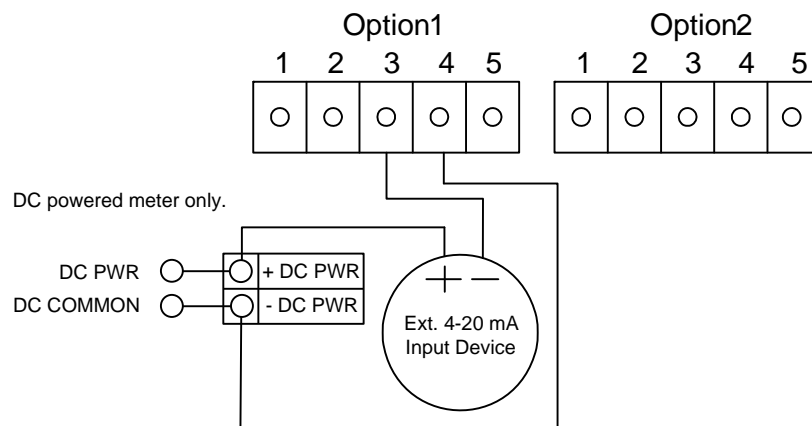 Option1
Option2
1 2 3 4 5
1 2 3 4 5
DC powered meter only.
DC PWR
+ DC PWR
DC COMMON
- DC PWR
+ −
Ext. 4-20 mA
Input Device